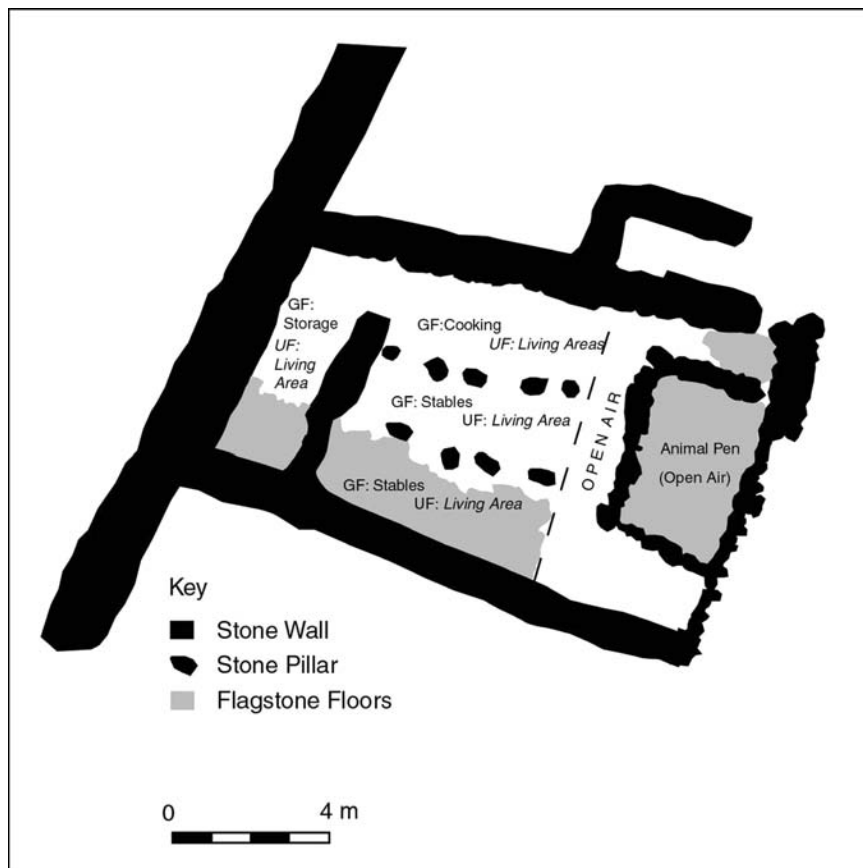 GF:
Storage
UF:
Living
Area
GF:Cooking
UF: Living Areas
GF: Stables
UF: Living Area
GF: Stables
UF: Living Area
OPEN AIR
Animal Pen
(Open Air)
Key
Stone Wall
Stone Pillar
Flagstone Floors
0 4 m